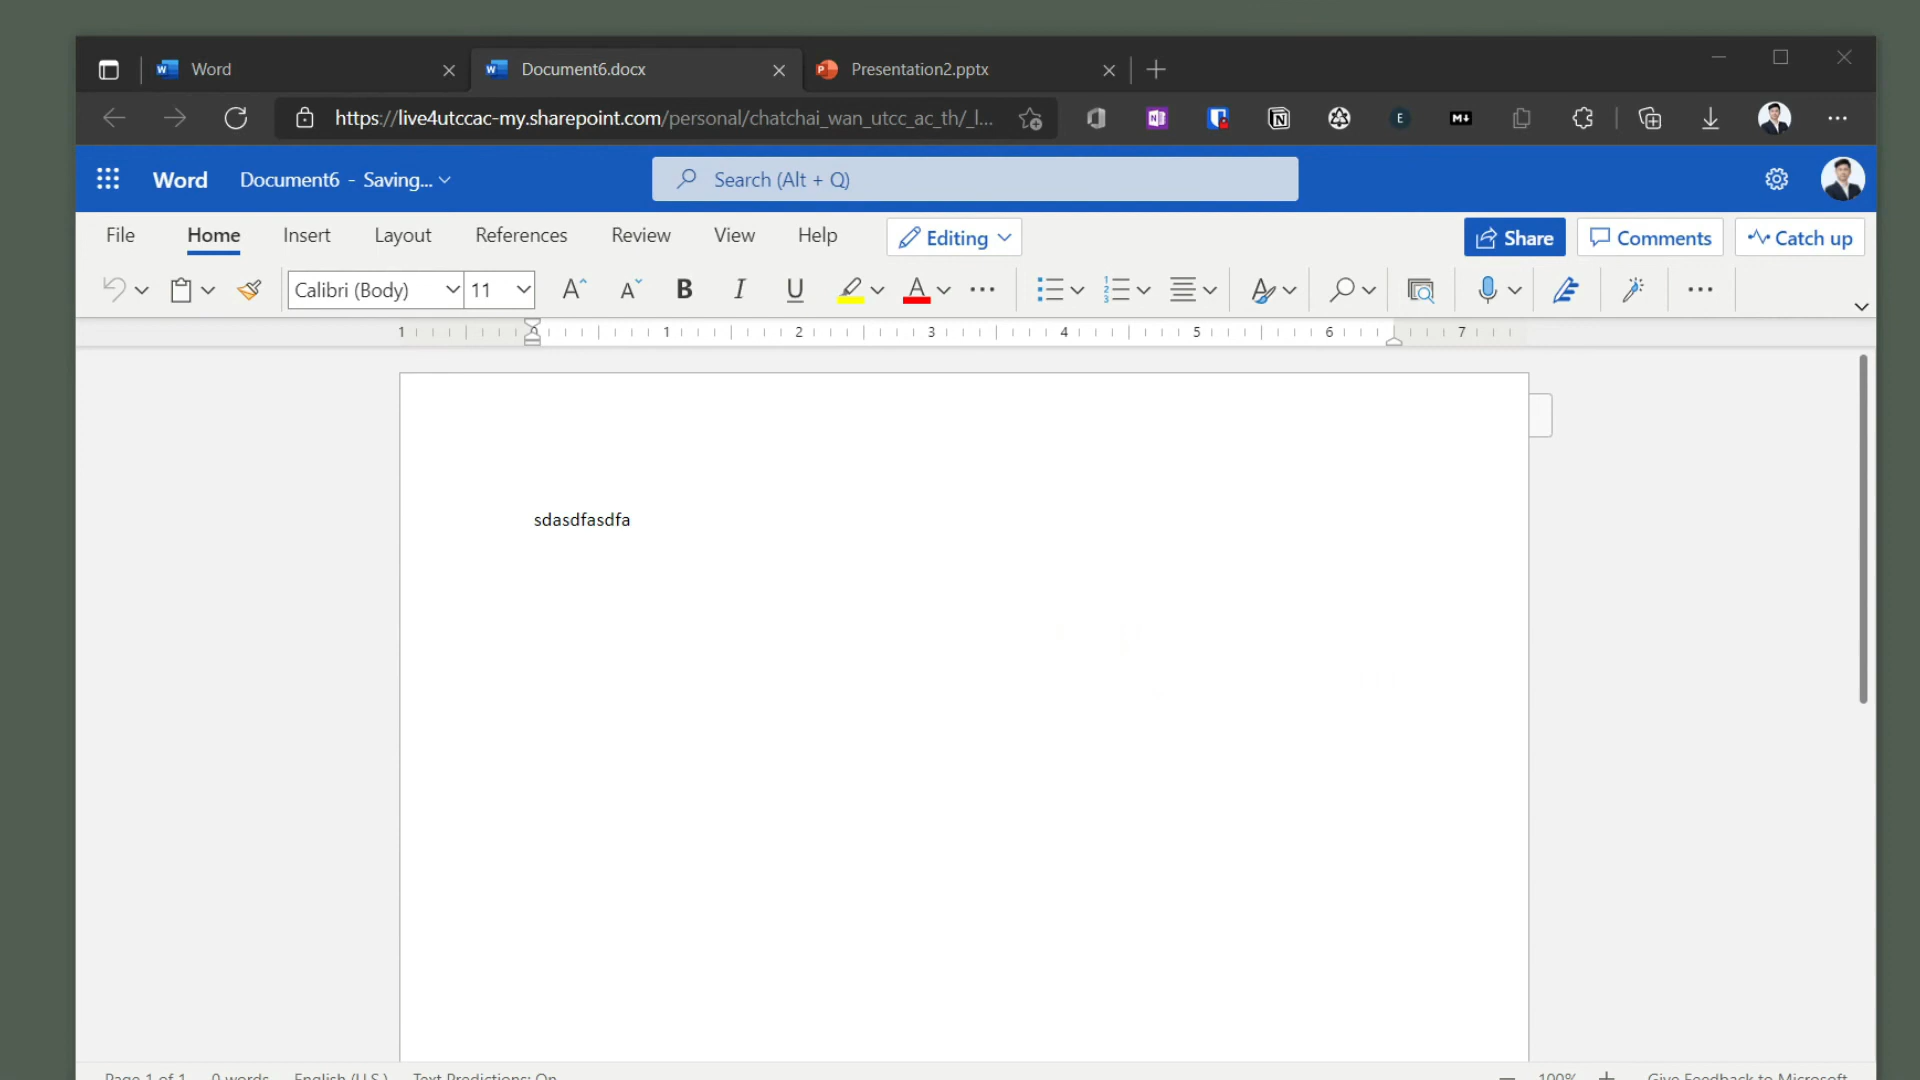 Word
Document6.docx
Presentation2.pptx
https://live4utccac-my.sharepoint.com/personal/chatchai_wan_utcc_ac_th/_l...
Word Document6 - Saving...
Search (Alt + Q)
File Home Insert Layout References Review View Help Editing Share Comments Catch up
Calibri (Body) 11 A A B I U A
1 1 2 3 4 5 6 7
sdasdfasdfa
Page 1 of 1 0 words English (U.S.) Text Predictions: On 100% Give Feedback to Microsoft